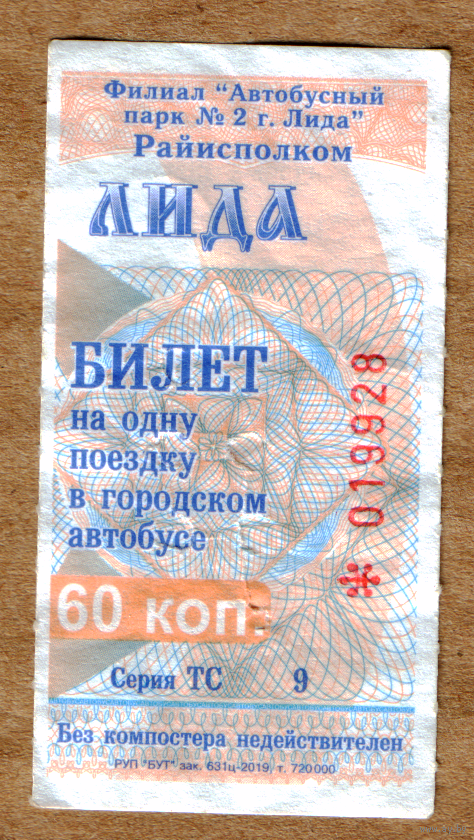 Филиал "Автобусный
парк № 2 г. Лида"
Райисполком
ЛИДА
БИЛЕТ
на одну
поездку
в городском
автобусе
60 коп.
019928
Серия ТС 9
Без компостера недействителен
РУП "БУТ" зак. 631ц-2019, т. 720000